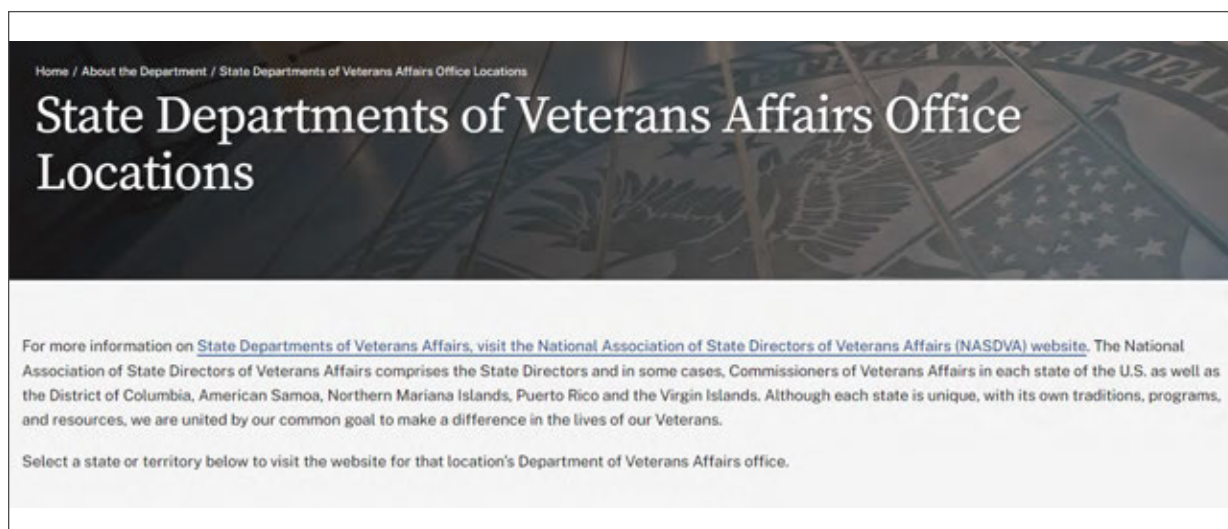 Home / About the Department / State Departments of Veterans Affairs Office Locations
State Departments of Veterans Affairs Office
Locations
VETERANS AFFAI
For more information on State Departments of Veterans Affairs, visit the National Association of State Directors of Veterans Affairs (NASDVA) website. The National
Association of State Directors of Veterans Affairs comprises the State Directors and in some cases, Commissioners of Veterans Affairs in each state of the U.S. as well as
the District of Columbia, American Samoa, Northern Mariana Islands, Puerto Rico and the Virgin Islands. Although each state is unique, with its own traditions, programs,
and resources, we are united by our common goal to make a difference in the lives of our Veterans.
Select a state or territory below to visit the website for that location's Department of Veterans Affairs office.